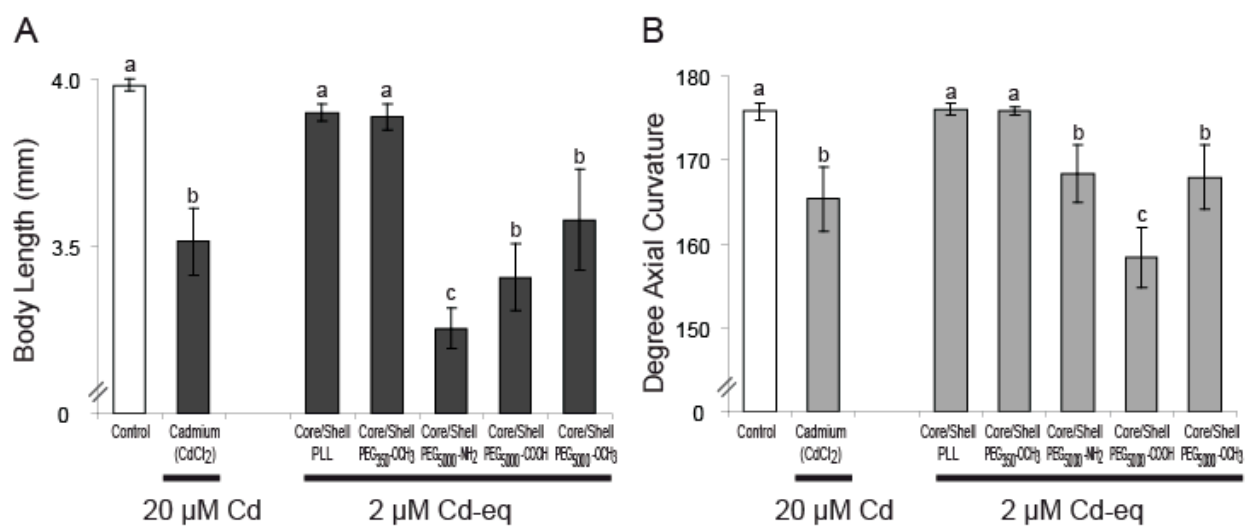 A
Body Length (mm)
4.0
3.5
0
a
b
a
a
c
b
b
Control
Cadmium
(CdCl2)
Core/Shell
PLL
Core/Shell
PEG350-OCH3
Core/Shell
PEG5000-NH2
Core/Shell
PEG5000-COOH
Core/Shell
PEG5000-OCH3
20 µM Cd
2 µM Cd-eq
B
Degree Axial Curvature
180
170
160
150
0
a
b
a
a
b
c
b
Control
Cadmium
(CdCl2)
Core/Shell
PLL
Core/Shell
PEG350-OCH3
Core/Shell
PEG5000-NH2
Core/Shell
PEG5000-COOH
Core/Shell
PEG5000-OCH3
20 µM Cd
2 µM Cd-eq